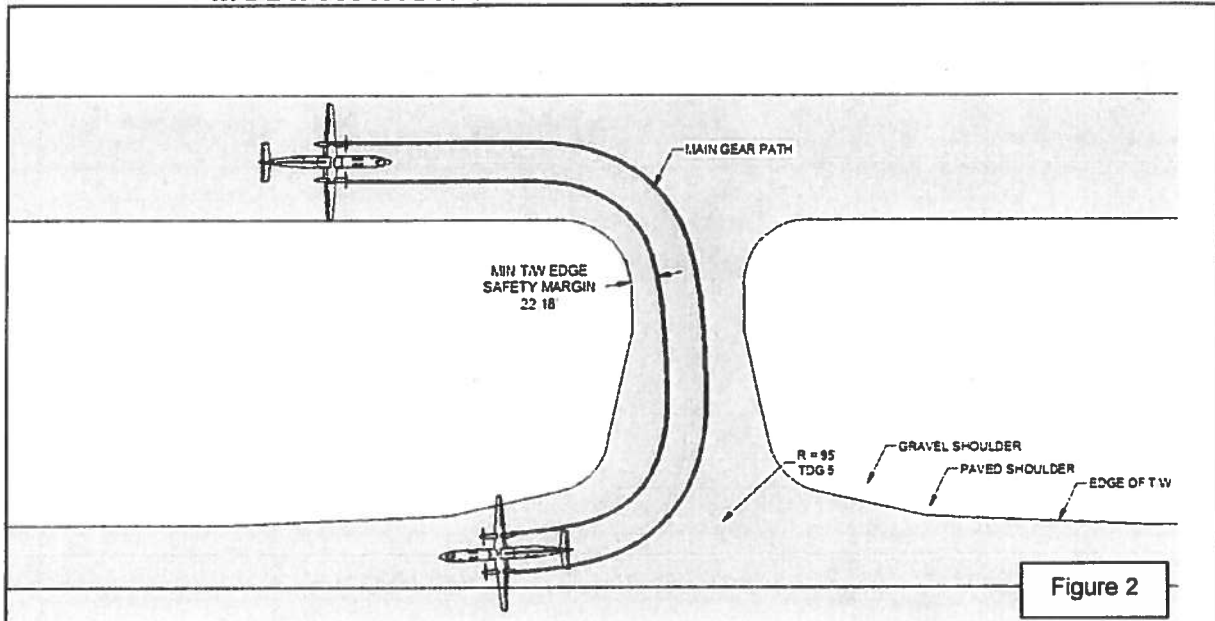 MAIN GEAR PATH
MIN T/W EDGE
SAFETY MARGIN
22.18'
R = 95'
TDG 5
GRAVEL SHOULDER
PAVED SHOULDER
EDGE OF T/W
Figure 2